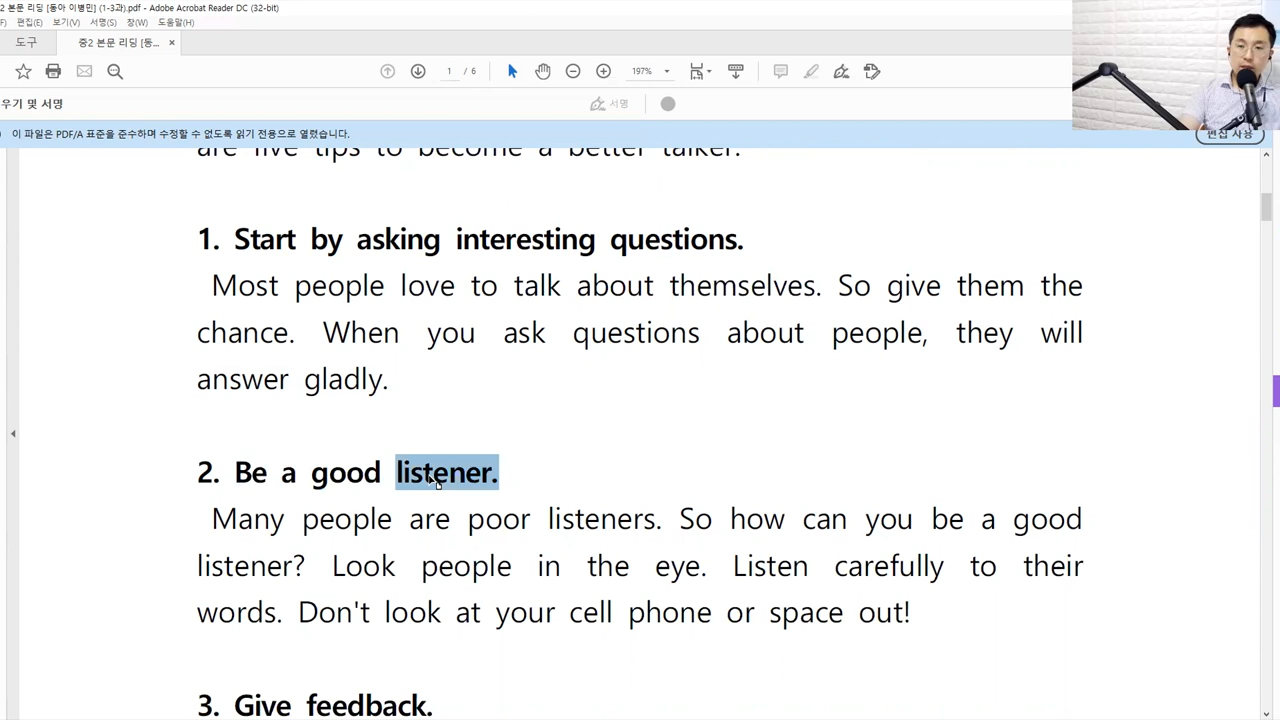 2 본문 리딩 [동아 이병민] (1-3과).pdf - Adobe Acrobat Reader DC (32-bit)
F) 편집(E) 보기(V) 서명(S) 창(W) 도움말(H)
도구 중2 본문 리딩 [동... ×
1 / 6 197%
우기 및 서명 서명
이 파일은 PDF/A 표준을 준수하며 수정할 수 없도록 읽기 전용으로 열렸습니다. 편집 사용
are five tips to become a better talker.
1. Start by asking interesting questions.
Most people love to talk about themselves. So give them the
chance. When you ask questions about people, they will
answer gladly.
2. Be a good listener.
Many people are poor listeners. So how can you be a good
listener? Look people in the eye. Listen carefully to their
words. Don't look at your cell phone or space out!
3. Give feedback.